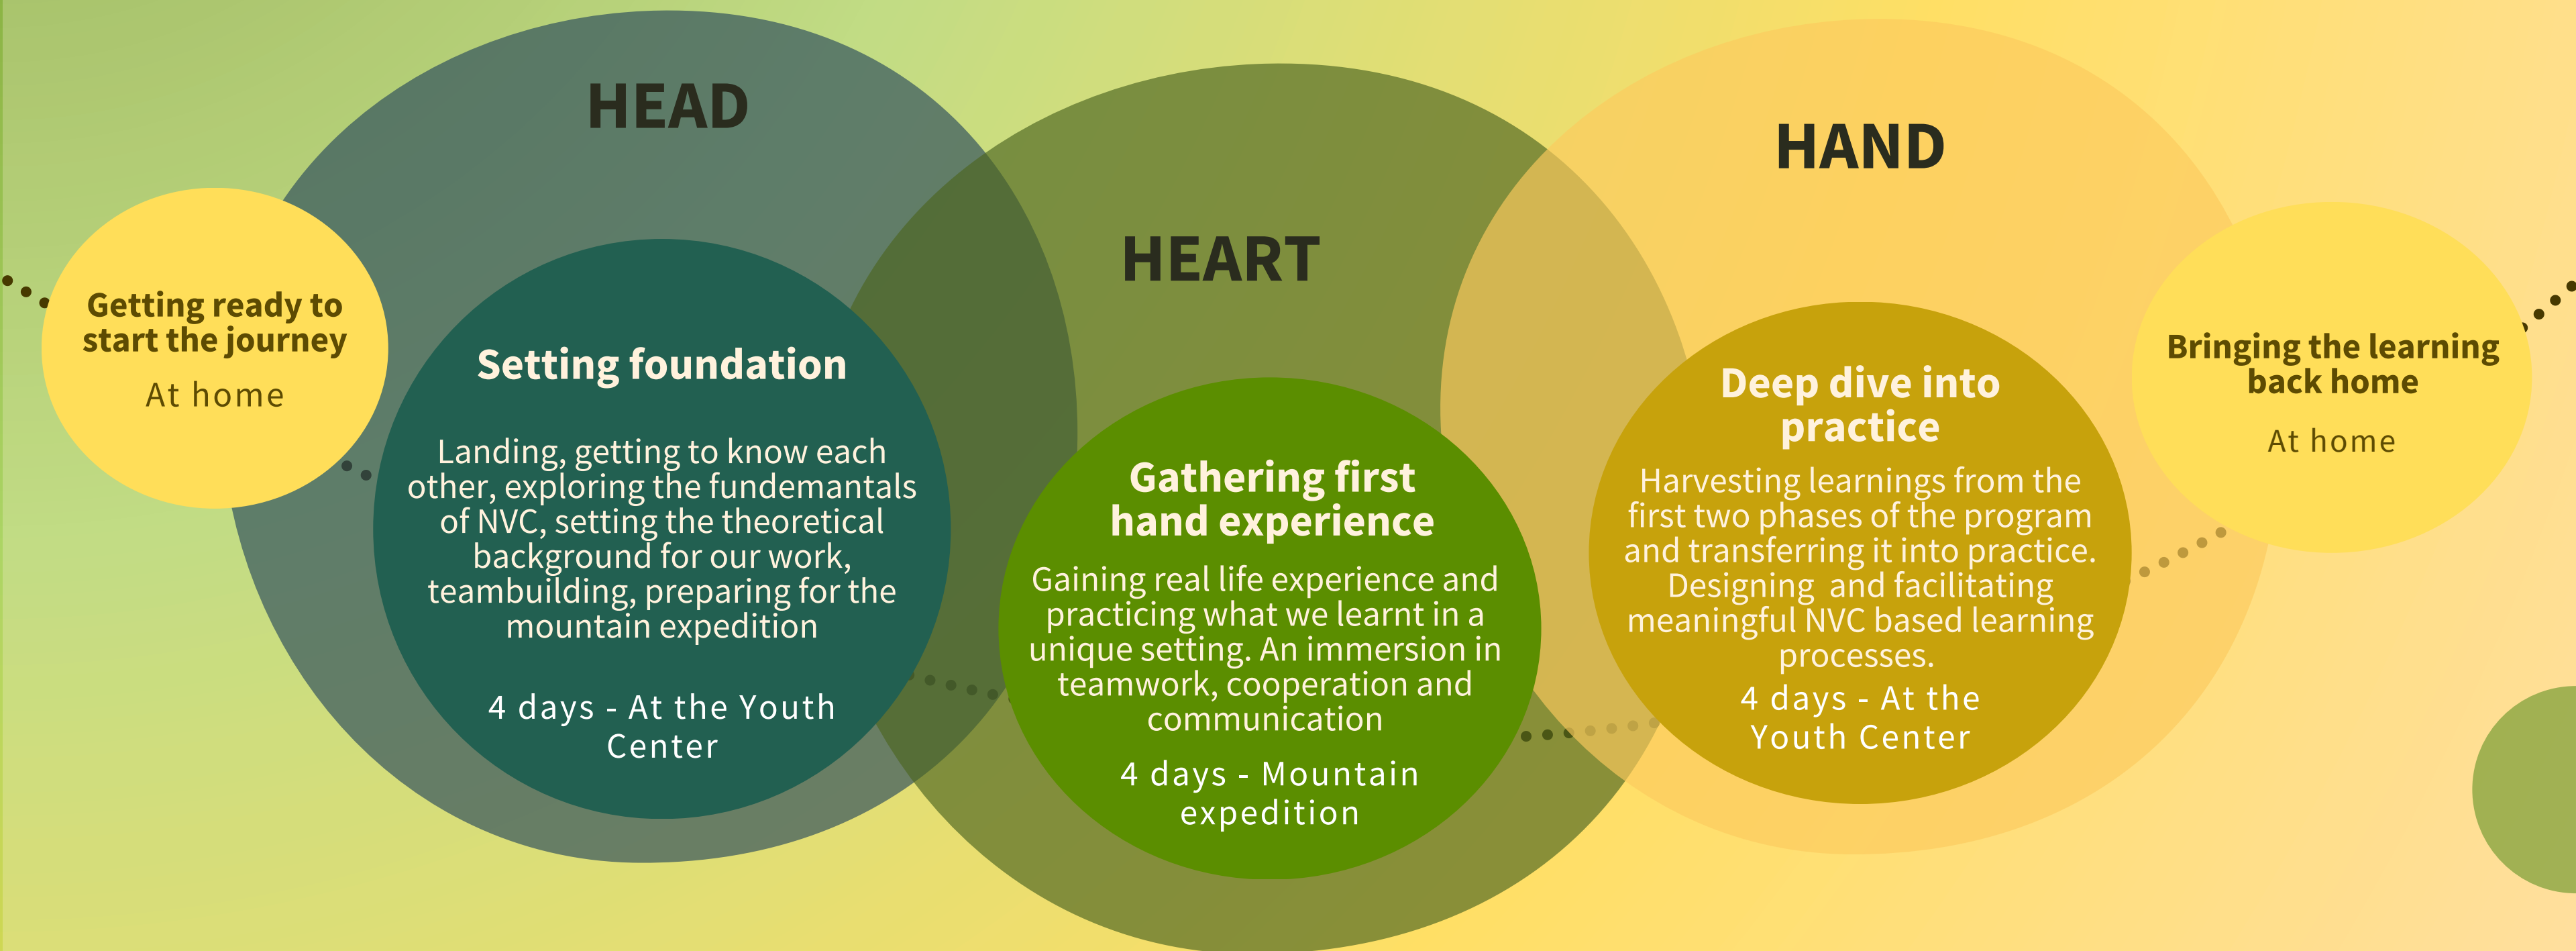 Getting ready to
start the journey
At home
HEAD
Setting foundation
Landing, getting to know each
other, exploring the fundemantals
of NVC, setting the theoretical
background for our work,
teambuilding, preparing for the
mountain expedition
4 days - At the Youth
Center
HEART
Gathering first
hand experience
Gaining real life experience and
practicing what we learnt in a
unique setting. An immersion in
teamwork, cooperation and
communication
4 days - Mountain
expedition
HAND
Deep dive into
practice
Harvesting learnings from the
first two phases of the program
and transferring it into practice.
Designing  and facilitating
meaningful NVC based learning
processes.
4 days - At the
Youth Center
Bringing the learning
back home
At home